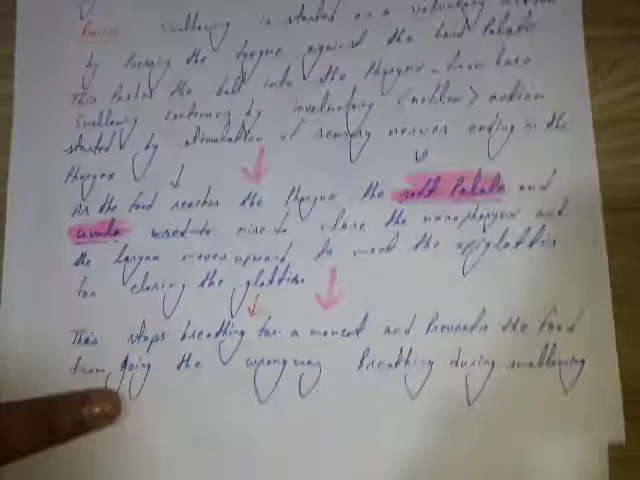 Process Swallowing is started as a voluntary action
by Pressing the tongue against the hard Palate
This Pushes the ball into the Pharynx - from here
Swallowing continues by involuntary (reflex) action
started by stimulation of sensory nerves ending in the
Pharynx
As the food reaches the Pharynx the soft Palate and
uvula to rise to close the nanopharynx and
the larynx moves upward to meet the epiglottis
for closing the glottis
This stops breathing for a moment and Prevents the food
from going the wrong way Breathing during swallowing